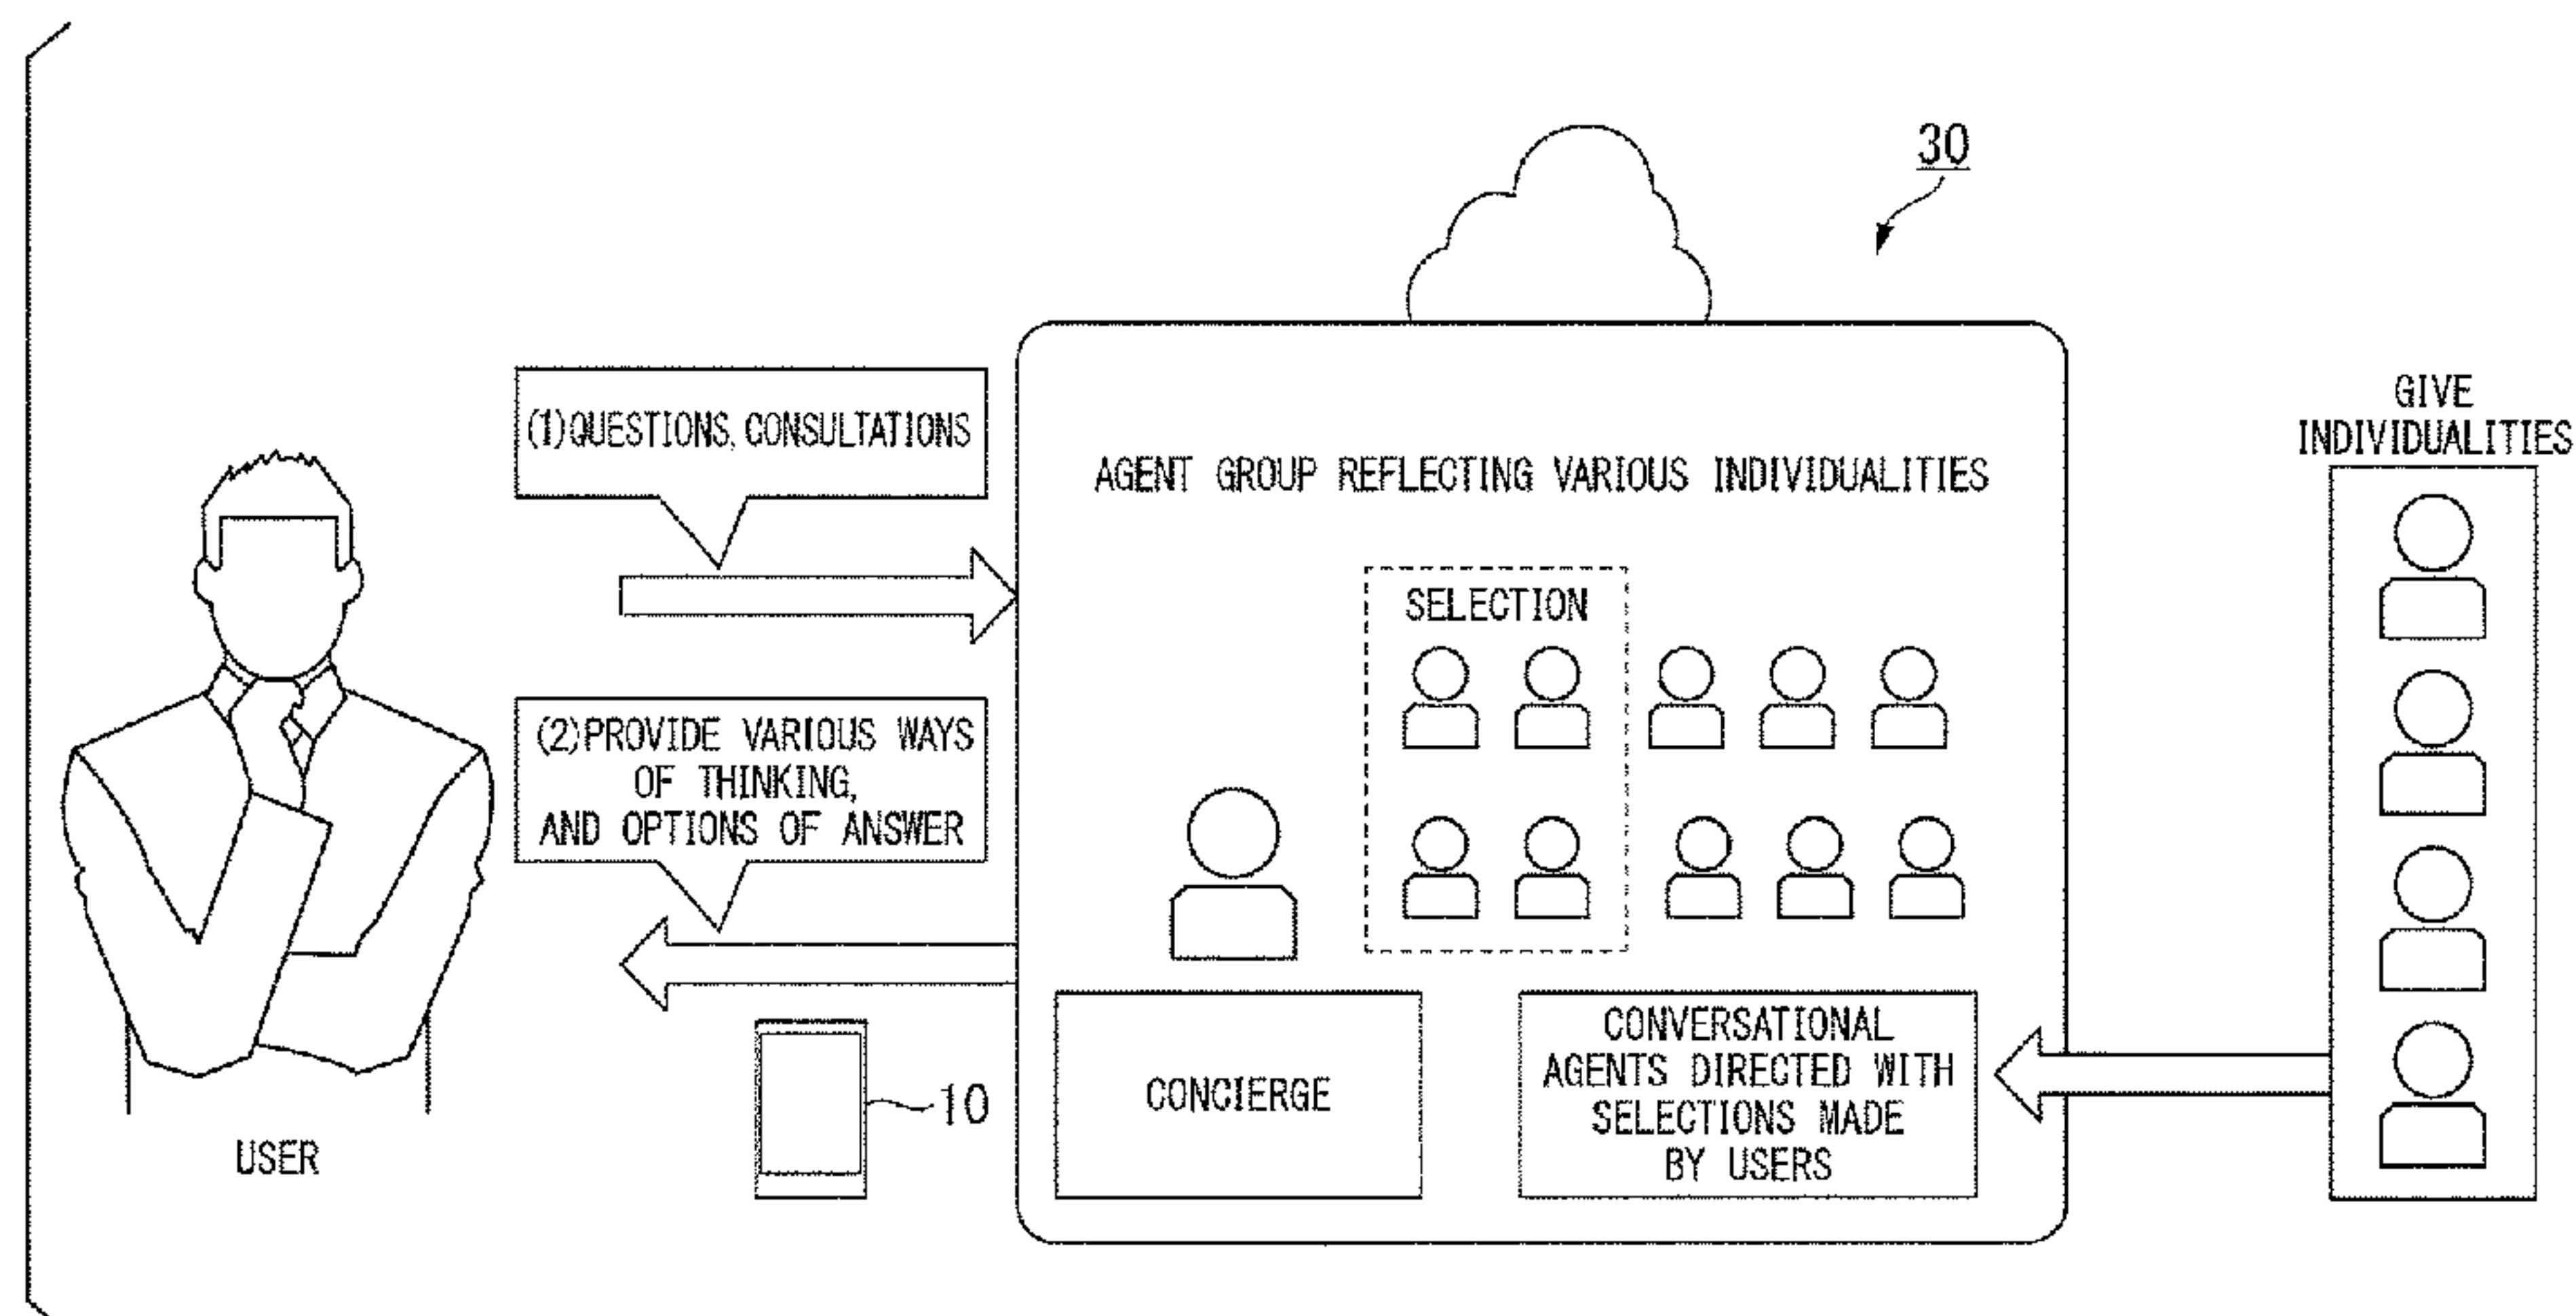 30
(1)QUESTIONS, CONSULTATIONS
GIVE
INDIVIDUALITIES
AGENT GROUP REFLECTING VARIOUS INDIVIDUALITIES
SELECTION
(2)PROVIDE VARIOUS WAYS
OF THINKING,
AND OPTIONS OF ANSWER
CONCIERGE
CONVERSATIONAL
AGENTS DIRECTED WITH
SELECTIONS MADE
BY USERS
10
USER